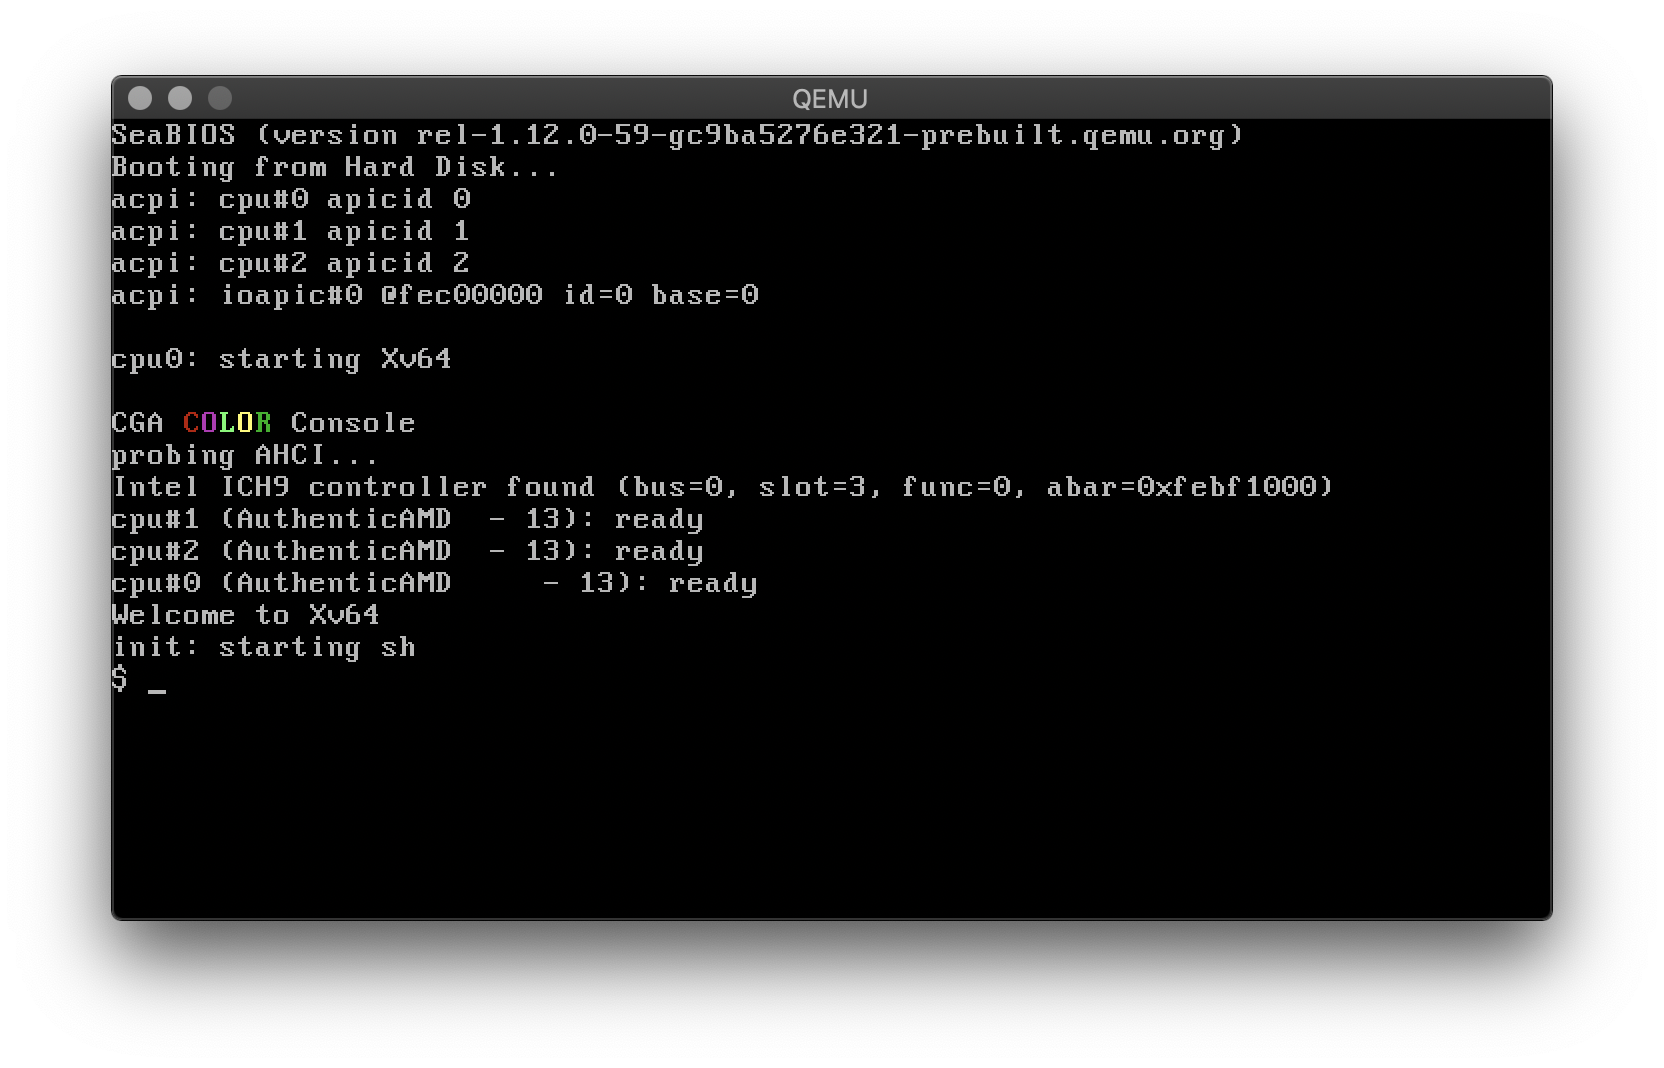 QEMU
SeaBIOS (version rel-1.12.0-59-gc9ba5276e321-prebuilt.qemu.org)
Booting from Hard Disk...
acpi: cpu#0 apicid 0
acpi: cpu#1 apicid 1
acpi: cpu#2 apicid 2
acpi: ioapic#0 @fec00000 id=0 base=0
cpu0: starting Xv64
CGA COLOR Console
probing AHCI...
Intel ICH9 controller found (bus=0, slot=3, func=0, abar=0xfebf1000)
cpu#1 (AuthenticAMD  - 13): ready
cpu#2 (AuthenticAMD  - 13): ready
cpu#0 (AuthenticAMD     - 13): ready
Welcome to Xv64
init: starting sh
$ _